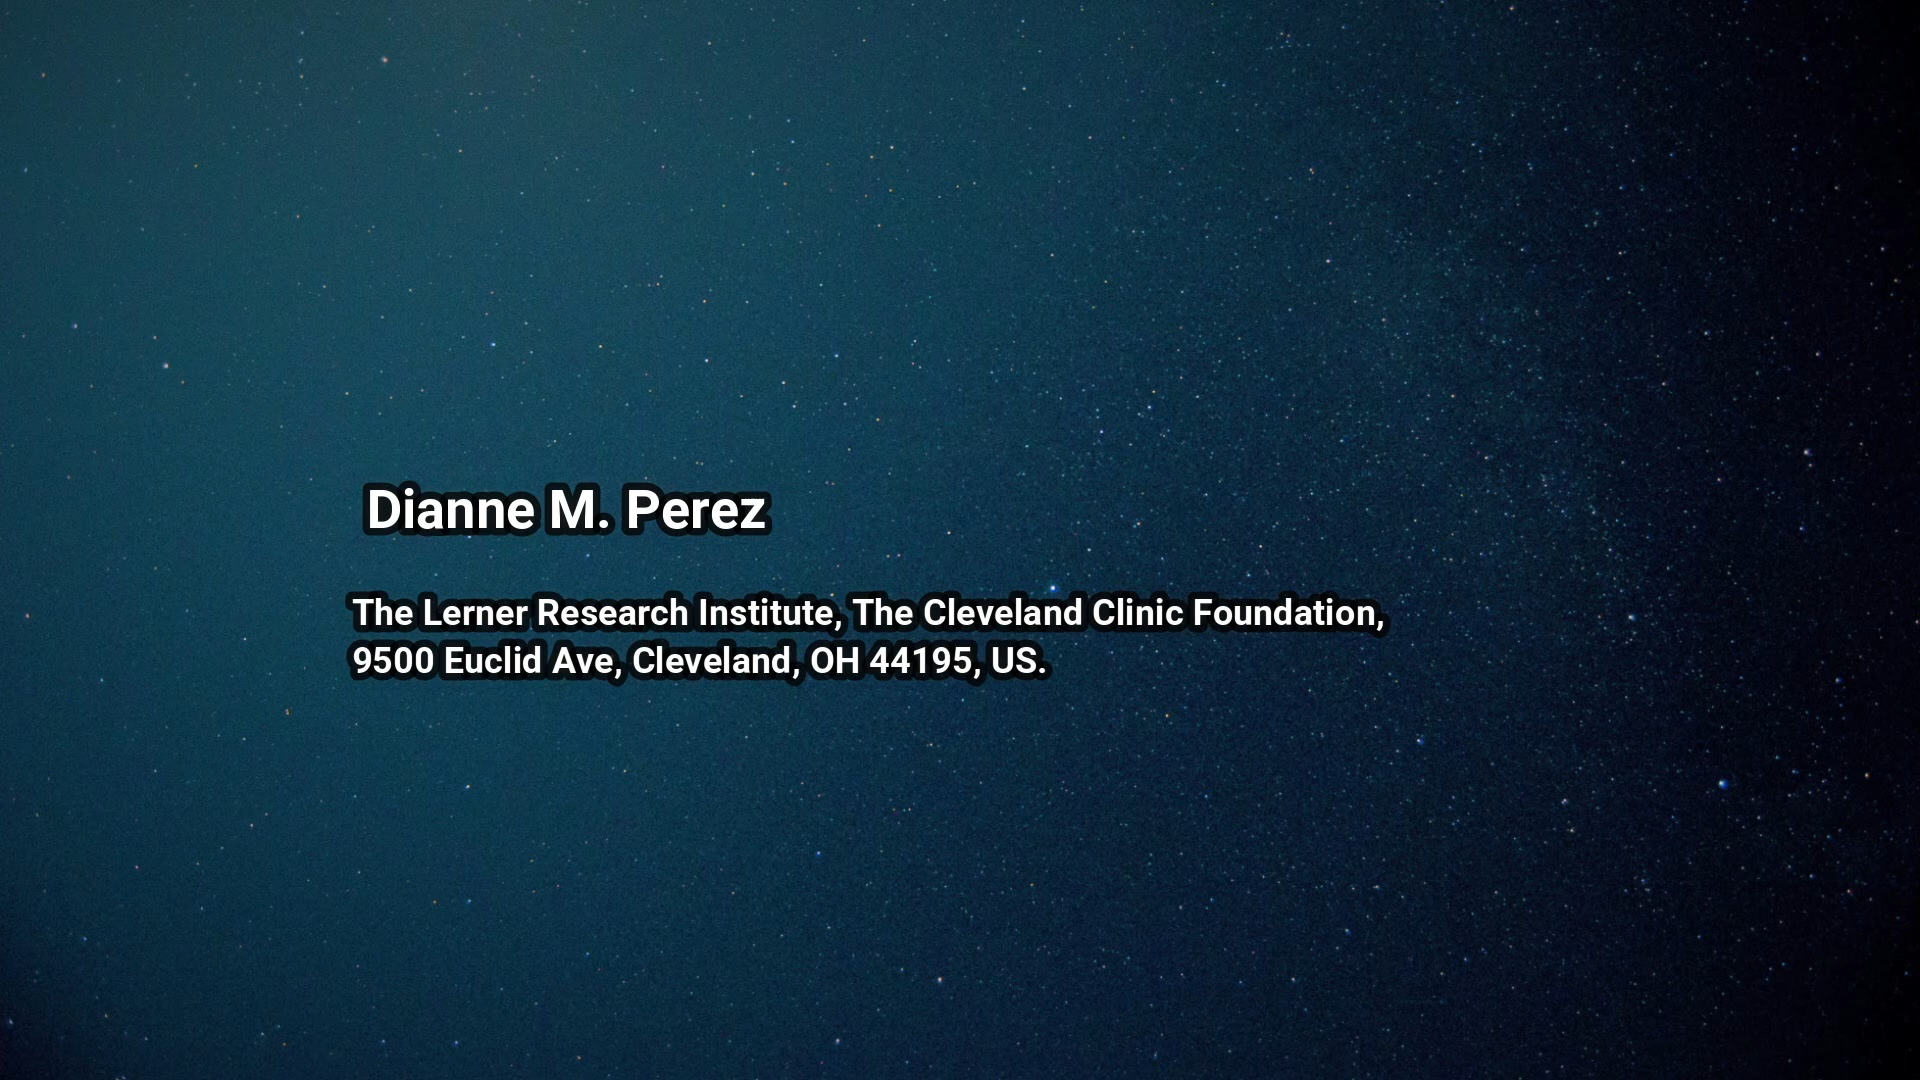 Dianne M. Perez
The Lerner Research Institute, The Cleveland Clinic Foundation,
9500 Euclid Ave, Cleveland, OH 44195, US.